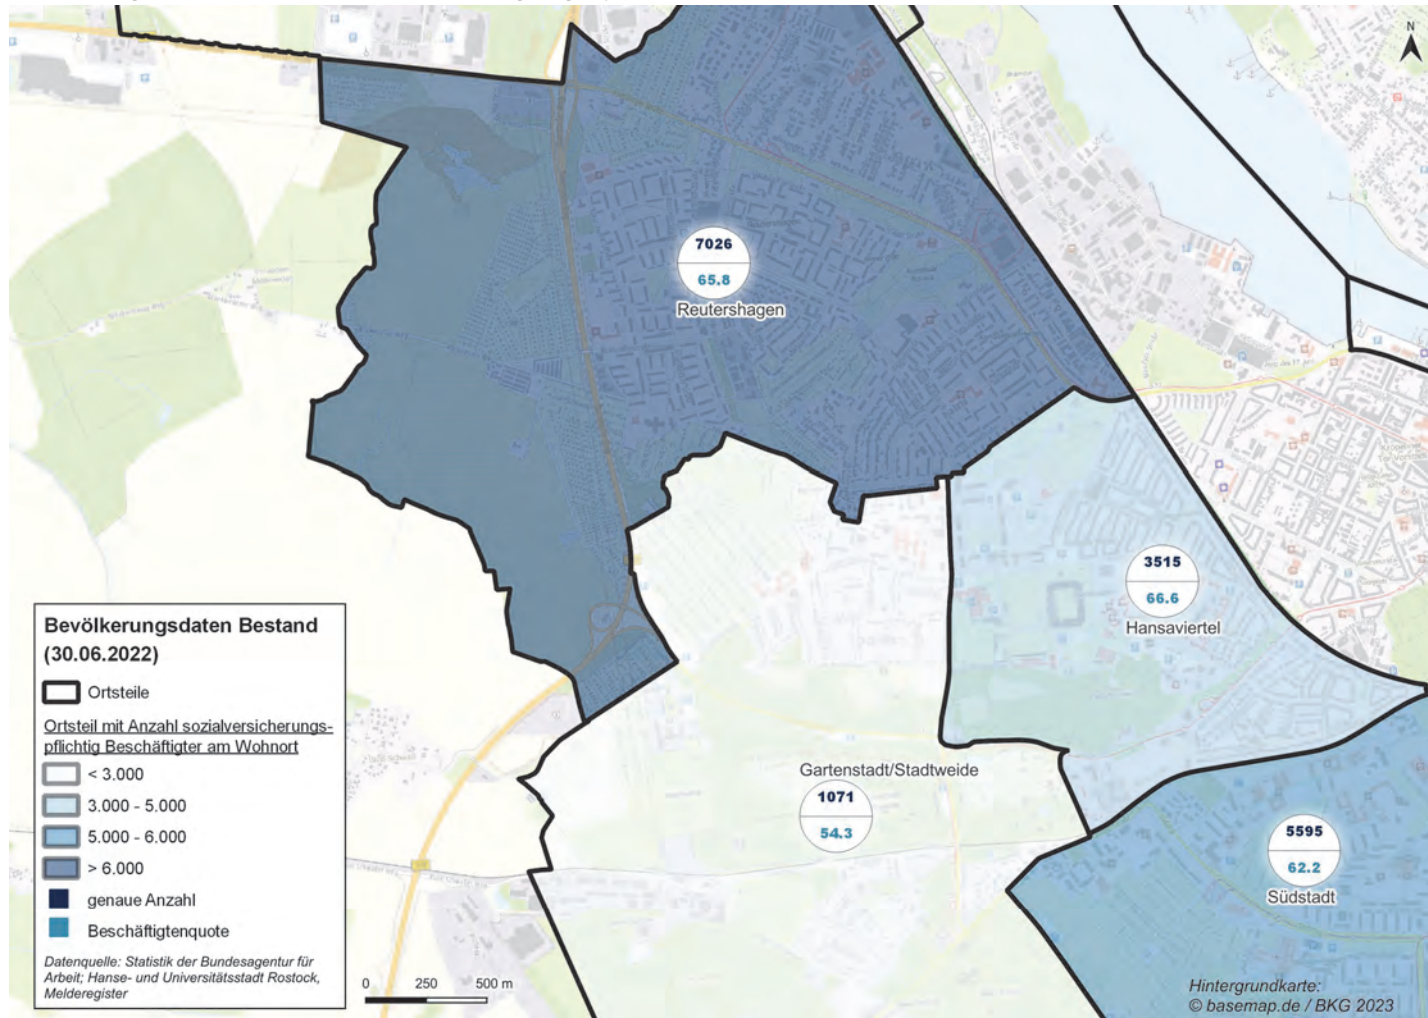 N
7026
65.8
Reutershagen
3515
66.6
Hansaviertel
Gartenstadt/Stadtweide
1071
54.3
5595
62.2
Südstadt
Bevölkerungsdaten Bestand
(30.06.2022)
Ortsteile
Ortsteil mit Anzahl sozialversicherungs-
pflichtig Beschäftigter am Wohnort
< 3.000
3.000 - 5.000
5.000 - 6.000
> 6.000
genaue Anzahl
Beschäftigtenquote
Datenquelle: Statistik der Bundesagentur für
Arbeit; Hanse- und Universitätsstadt Rostock,
Melderegister
0 250 500 m
Hintergrundkarte:
© basemap.de / BKG 2023